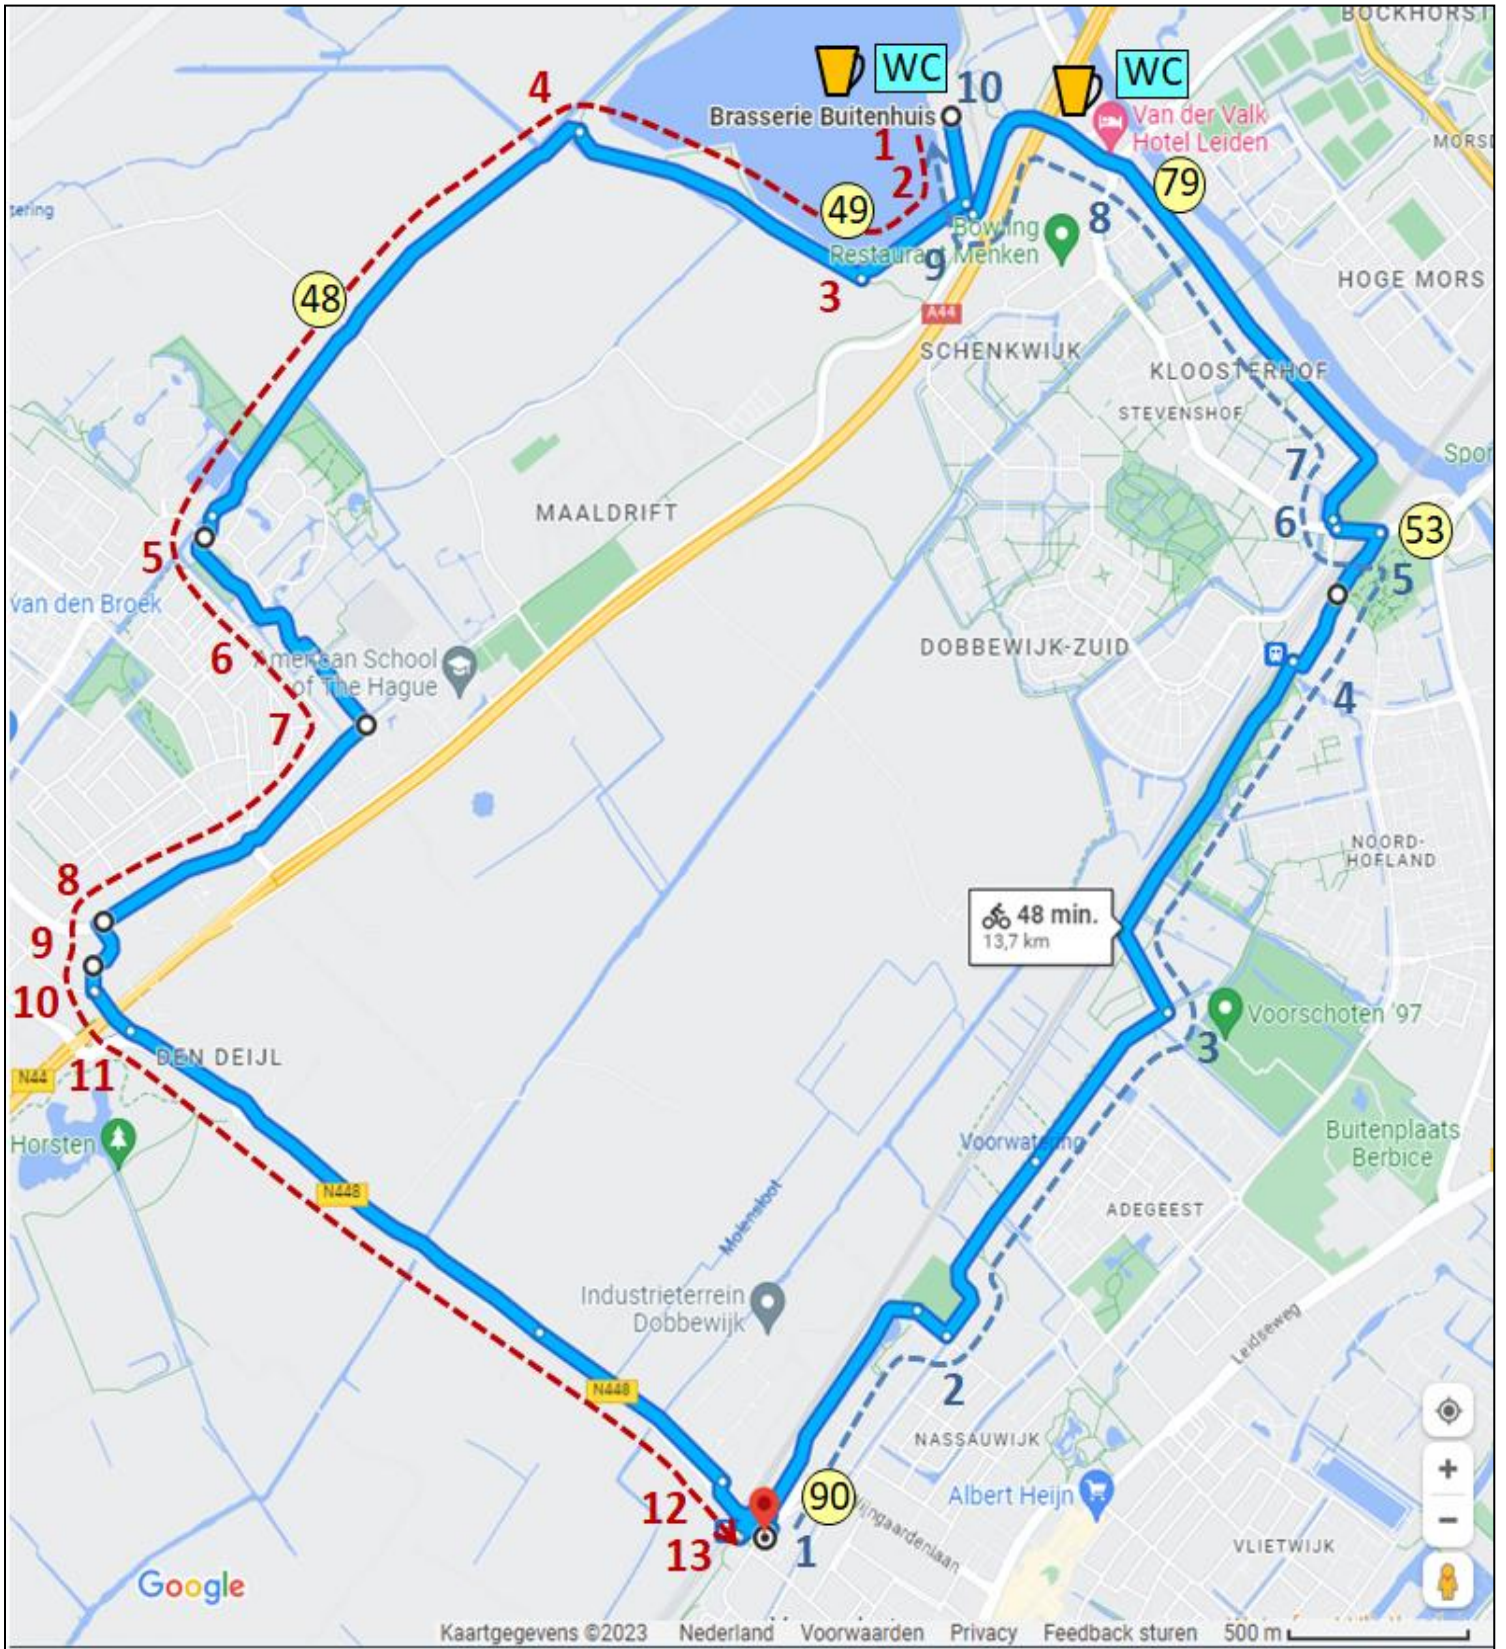 BOCKHORST
4
WC
10
WC
Brasserie Buitenhuis
Van der Valk
Hotel Leiden
1
2
MORS
79
tering
49
8
Bowling
Restaurant Menken
9
HOGE MORS
48
3
A44
SCHENKWIJK
KLOOSTERHOF
STEVENSHOF
7
Spor
MAALDRIFT
6
53
5
5
van den Broek
6
DOBBEWIJK-ZUID
American School
of The Hague
4
7
NOORD-
HOFLAND
8
48 min.
13,7 km
9
10
Voorschoten '97
3
DEN DEIJL
N44
11
Horsten
Voorwatering
Buitenplaats
Berbice
N448
ADEGEEST
Molensloot
Industrieterrein
Dobbewijk
Leidseweg
N448
2
NASSAUWIJK
90
Albert Heijn
12
13
1
Wijngaardenlaan
VLIETWIJK
Google
Kaartgegevens ©2023 Nederland Voorwaarden Privacy Feedback sturen 500 m